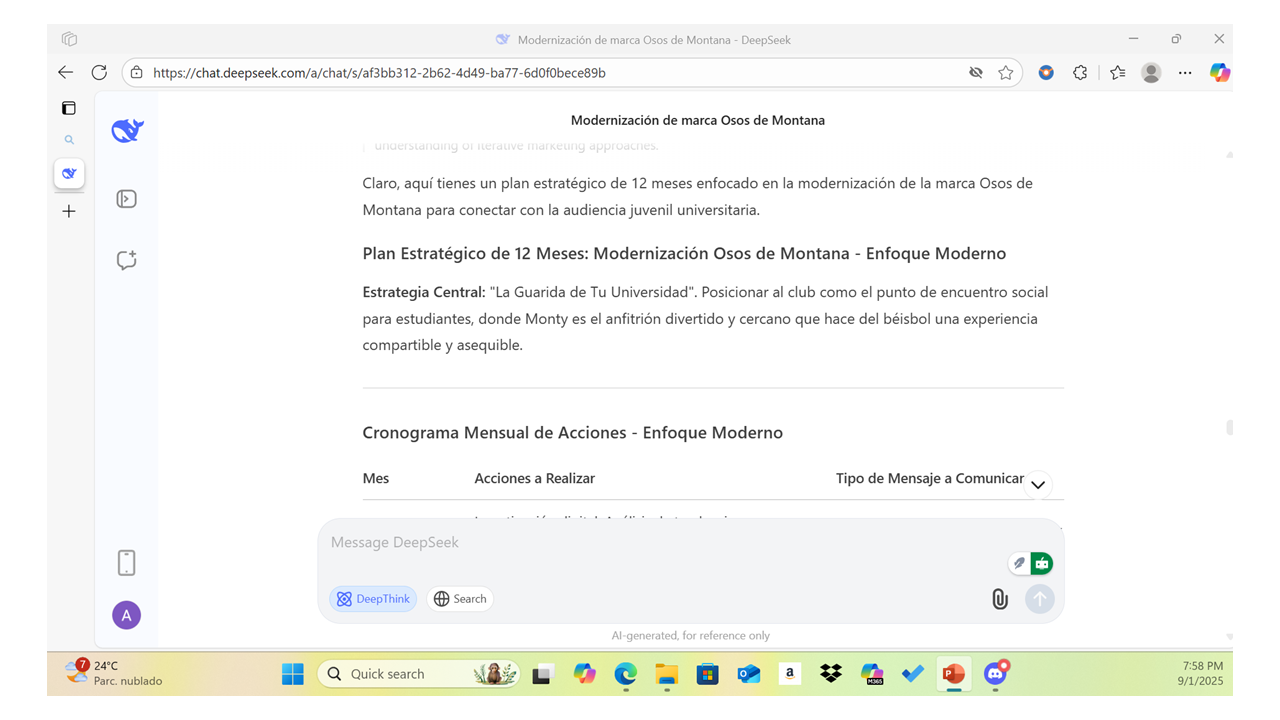 Modernización de marca Osos de Montana - DeepSeek
https://chat.deepseek.com/a/chat/s/af3bb312-2b62-4d49-ba77-6d0f0bece89b
Modernización de marca Osos de Montana
understanding of iterative marketing approaches.
Claro, aquí tienes un plan estratégico de 12 meses enfocado en la modernización de la marca Osos de
Montana para conectar con la audiencia juvenil universitaria.
Plan Estratégico de 12 Meses: Modernización Osos de Montana - Enfoque Moderno
Estrategia Central: "La Guarida de Tu Universidad". Posicionar al club como el punto de encuentro social
para estudiantes, donde Monty es el anfitrión divertido y cercano que hace del béisbol una experiencia
compartible y asequible.
Cronograma Mensual de Acciones - Enfoque Moderno
Mes Acciones a Realizar Tipo de Mensaje a Comunicar
Message DeepSeek
DeepThink Search
A
AI-generated, for reference only
7 24°C
Parc. nublado
Quick search
a
M365
P
7:58 PM
9/1/2025